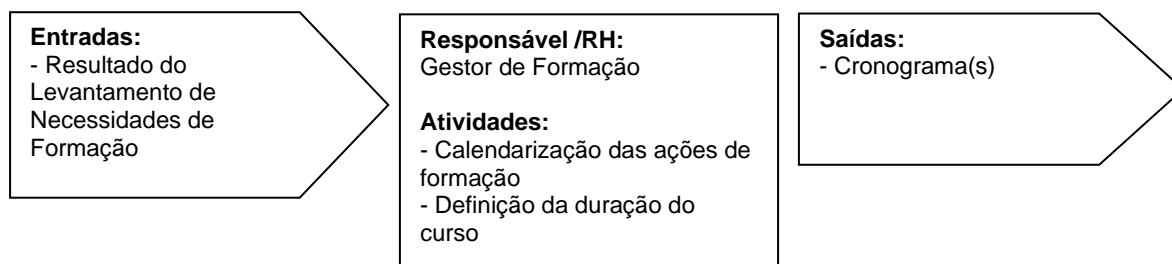 Entradas:
- Resultado do
Levantamento de
Necessidades de
Formação
Responsável /RH:
Gestor de Formação
Atividades:
- Calendarização das ações de
formação
- Definição da duração do
curso
Saídas:
- Cronograma(s)